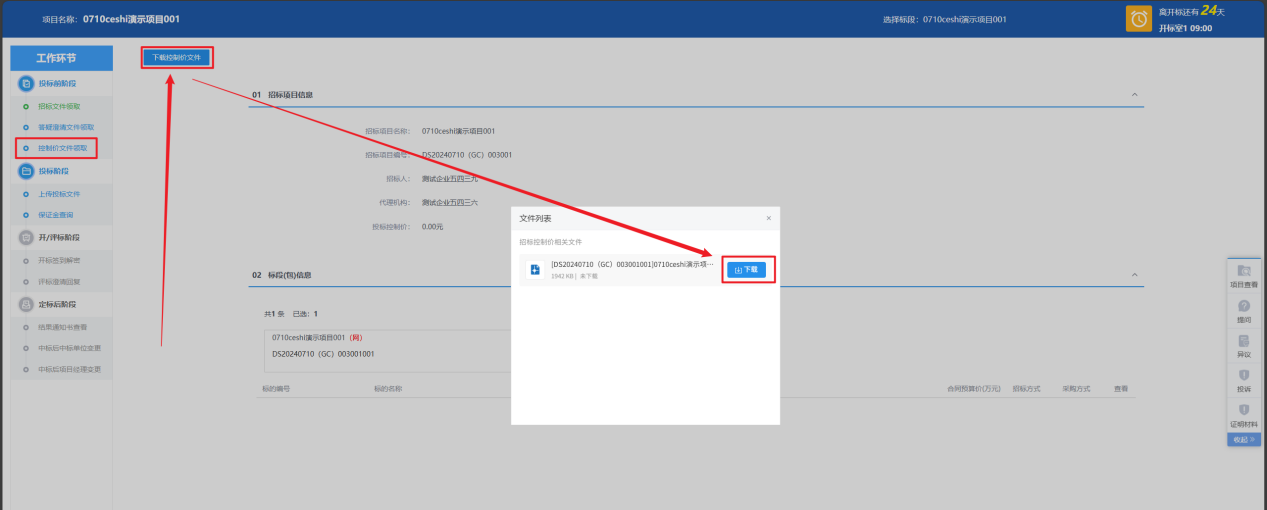 项目名称: 0710ceshi演示项目001
选择标段: 0710ceshi演示项目001
离开标还有 24天
开标室1 09:00
工作环节
投标前阶段
招标文件领取
答疑澄清文件领取
控制价文件领取
投标阶段
上传投标文件
保证金查询
开/评标阶段
开标签到解密
评标澄清回复
定标后阶段
结果通知书查看
中标后中标单位变更
中标后项目经理变更
下载控制价文件
01 招标项目信息
招标项目名称: 0710ceshi演示项目001
招标项目编号: DS20240710（GC）003001
招标人: 测试企业五四三九
代理机构: 测试企业五四三六
投标控制价: 0.00元
02 标段(包)信息
共1 条 已选: 1
0710ceshi演示项目001（网）
DS20240710（GC）003001001
标的编号 标的名称 合同预算价(万元) 招标方式 采购方式 查看
文件列表 ×
招标控制价相关文件
[DS20240710（GC）003001001]0710ceshi演示项···
1942 KB | 未下载
下载
项目查看
提问
异议
投诉
证明材料
收起 »